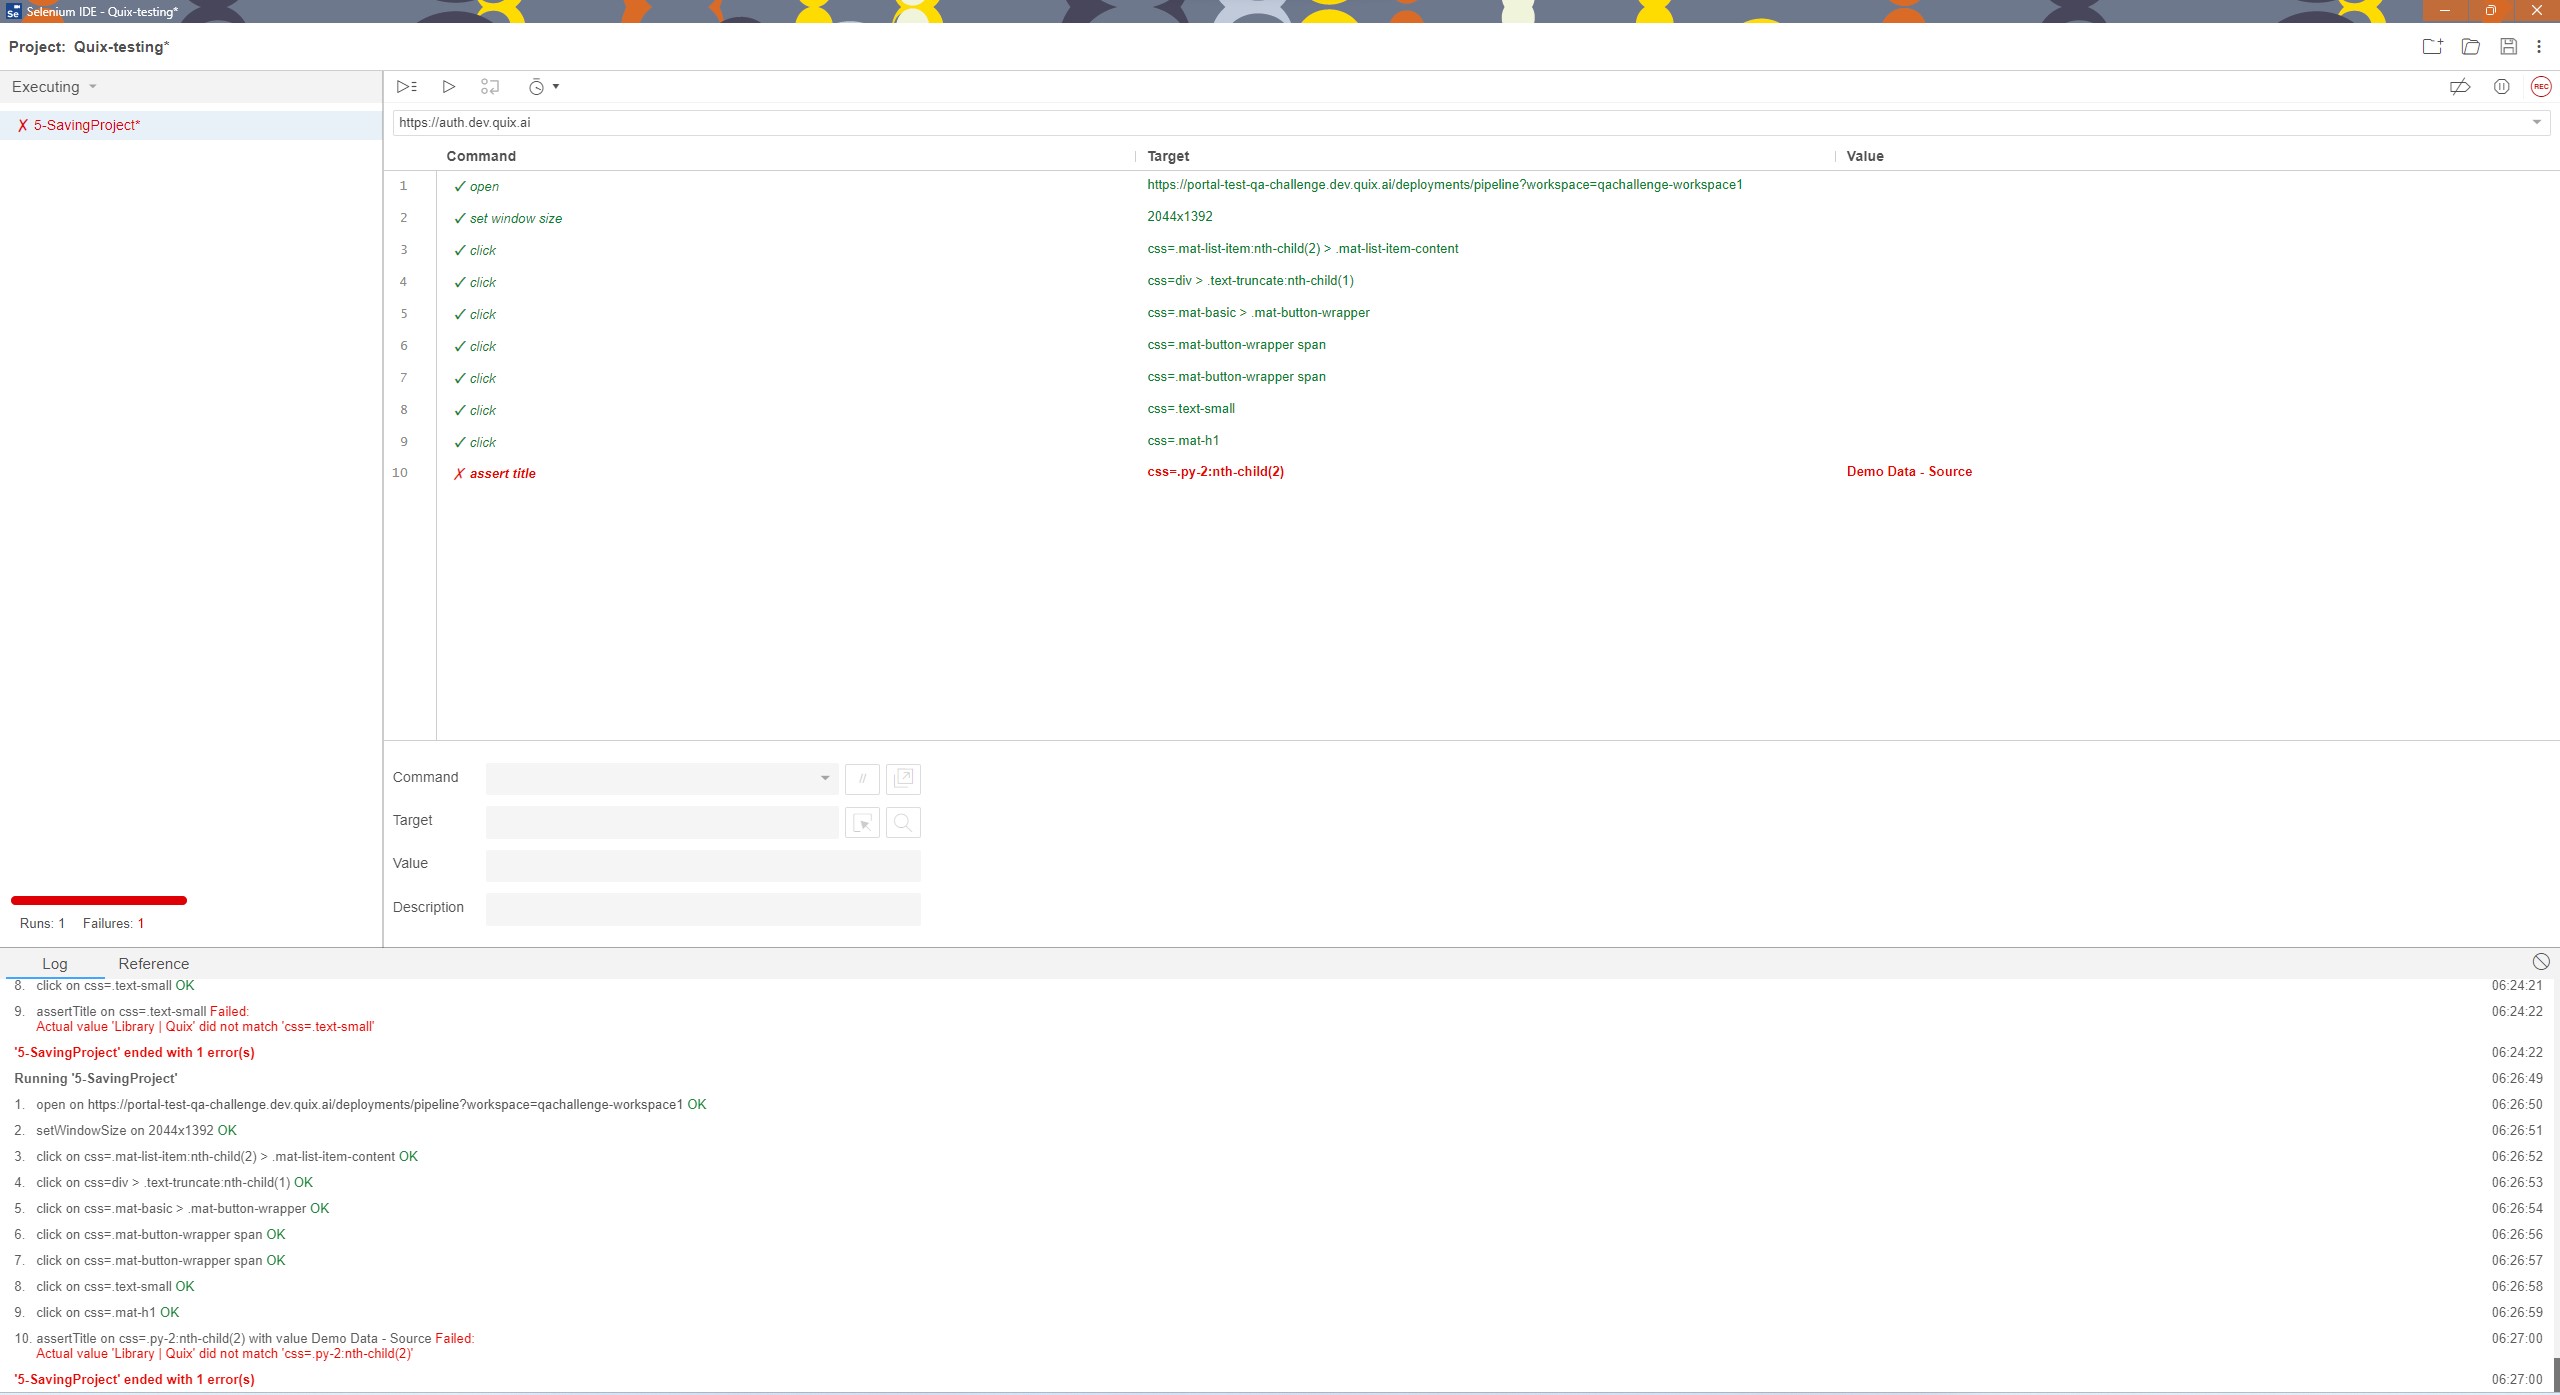 Selenium IDE - Quix-testing*
Project: Quix-testing*
Executing
REC
✗ 5-SavingProject*
https://auth.dev.quix.ai
Command Target Value
1 ✓ open https://portal-test-qa-challenge.dev.quix.ai/deployments/pipeline?workspace=qachallenge-workspace1
2 ✓ set window size 2044x1392
3 ✓ click css=.mat-list-item:nth-child(2) > .mat-list-item-content
4 ✓ click css=div > .text-truncate:nth-child(1)
5 ✓ click css=.mat-basic > .mat-button-wrapper
6 ✓ click css=.mat-button-wrapper span
7 ✓ click css=.mat-button-wrapper span
8 ✓ click css=.text-small
9 ✓ click css=.mat-h1
10 ✗ assert title css=.py-2:nth-child(2) Demo Data - Source
Command //
Target
Value
Description
Runs: 1 Failures: 1
Log Reference
8. click on css=.text-small OK 06:24:21
9. assertTitle on css=.text-small Failed: 06:24:22
Actual value 'Library | Quix' did not match 'css=.text-small'
'5-SavingProject' ended with 1 error(s) 06:24:22
Running '5-SavingProject' 06:26:49
1. open on https://portal-test-qa-challenge.dev.quix.ai/deployments/pipeline?workspace=qachallenge-workspace1 OK 06:26:50
2. setWindowSize on 2044x1392 OK 06:26:51
3. click on css=.mat-list-item:nth-child(2) > .mat-list-item-content OK 06:26:52
4. click on css=div > .text-truncate:nth-child(1) OK 06:26:53
5. click on css=.mat-basic > .mat-button-wrapper OK 06:26:54
6. click on css=.mat-button-wrapper span OK 06:26:56
7. click on css=.mat-button-wrapper span OK 06:26:57
8. click on css=.text-small OK 06:26:58
9. click on css=.mat-h1 OK 06:26:59
10. assertTitle on css=.py-2:nth-child(2) with value Demo Data - Source Failed: 06:27:00
Actual value 'Library | Quix' did not match 'css=.py-2:nth-child(2)'
'5-SavingProject' ended with 1 error(s) 06:27:00